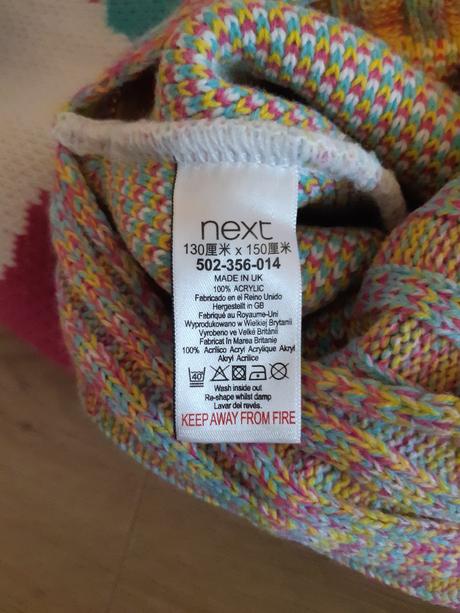 next
130厘米 x 150厘米
502-356-014
MADE IN UK
100% ACRYLIC
Fabricado en el Reino Unido
Hergestellt in GB
Fabriqué au Royaume-Uni
Wyprodukowano w Wielkiej Brytanii
Vyrobeno ve Velké Británii
Fabricat în Marea Britanie
100% Acrílico Acryl Acrylique Akryl
Akryl Acrilice
40
Wash inside out
Re-shape whilst damp
Lavar del revés.
KEEP AWAY FROM FIRE